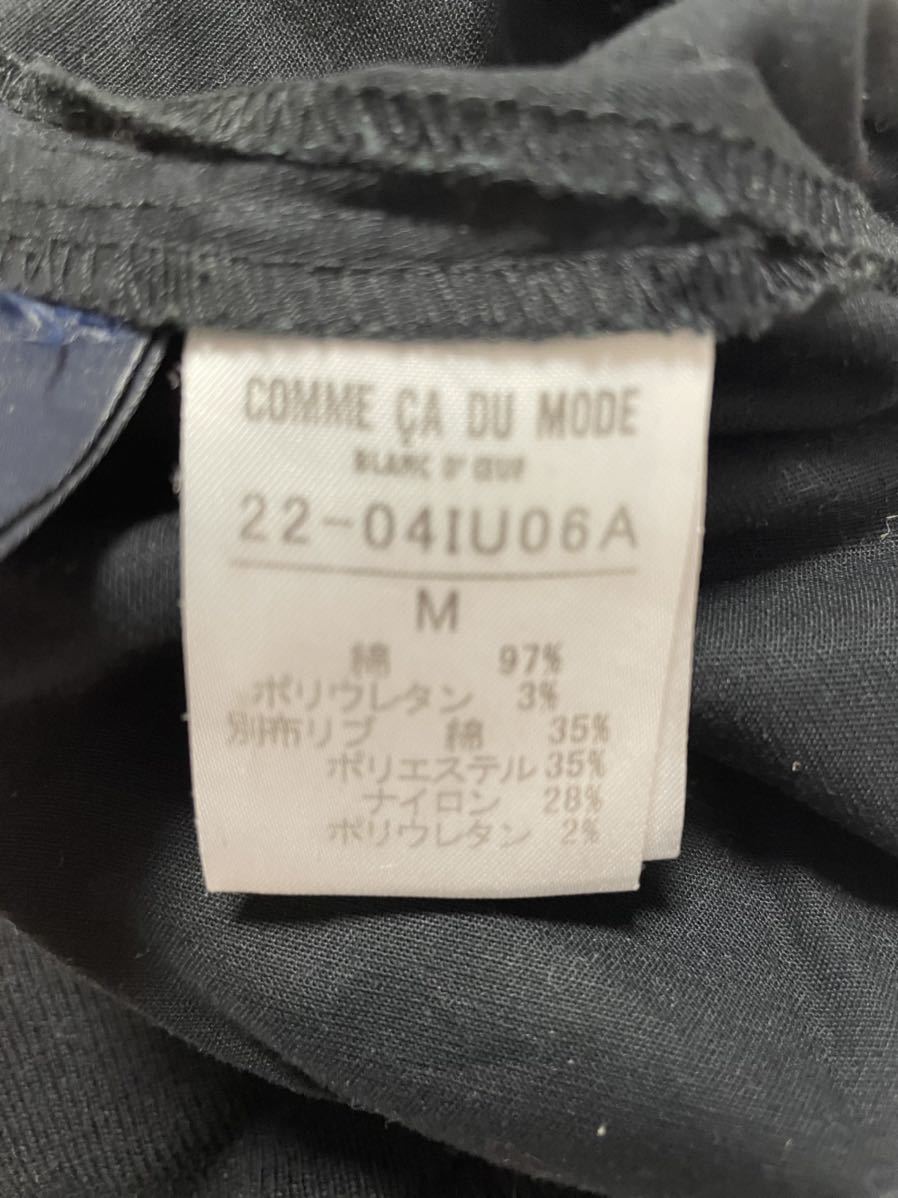 COMME ÇA DU MODE
BLANC D'ŒUF
22-04IU06A
M
綿 97%
ポリウレタン 3%
別布リブ 綿 35%
ポリエステル 35%
ナイロン 28%
ポリウレタン 2%